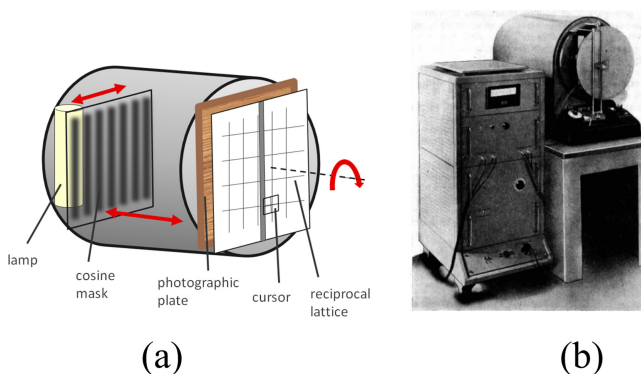 lamp
cosine
mask
photographic
plate
cursor
reciprocal
lattice
(a)
(b)